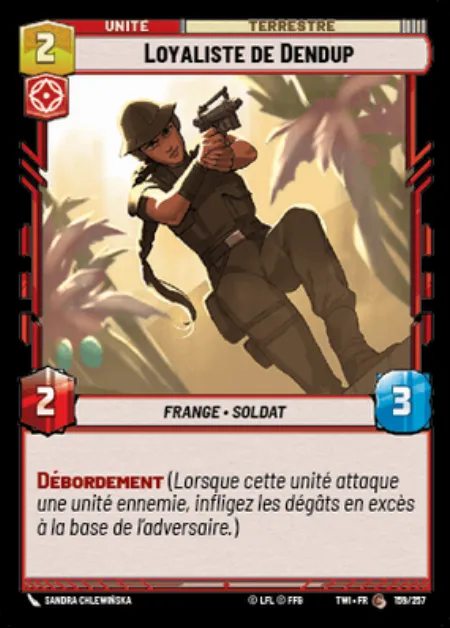 UNITÉ
TERRESTRE
2
LOYALISTE DE DENDUP
2
FRANGE • SOLDAT
3
DÉBORDEMENT (Lorsque cette unité attaque
une unité ennemie, infligez les dégâts en excès
à la base de l'adversaire.)
SANDRA CHLEWIŃSKA
© LFL © FFG
TWI • FR
C
159/257